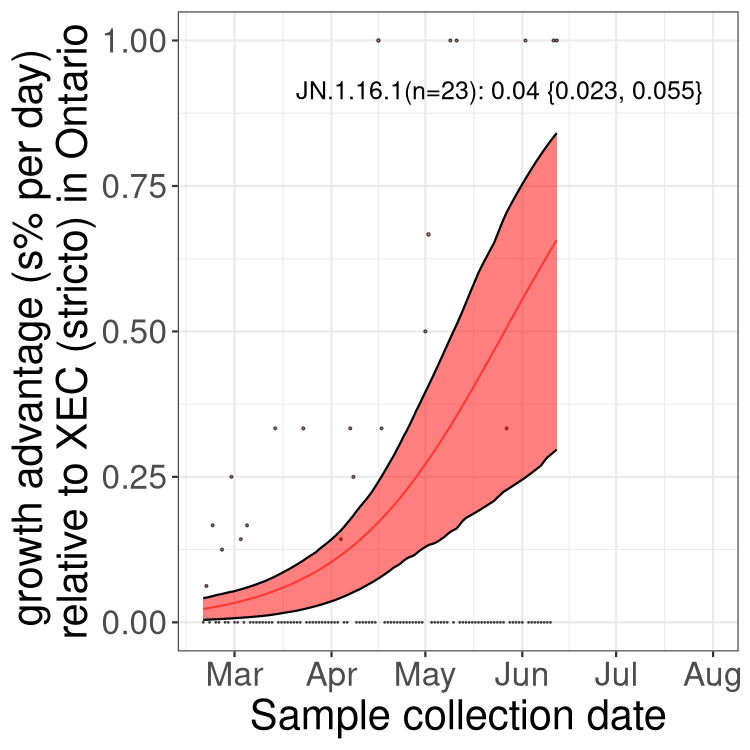 growth advantage (s% per day)
relative to XEC (stricto) in Ontario
1.00
0.75
0.50
0.25
0.00
JN.1.16.1(n=23): 0.04 {0.023, 0.055}
Mar Apr May Jun Jul Aug
Sample collection date